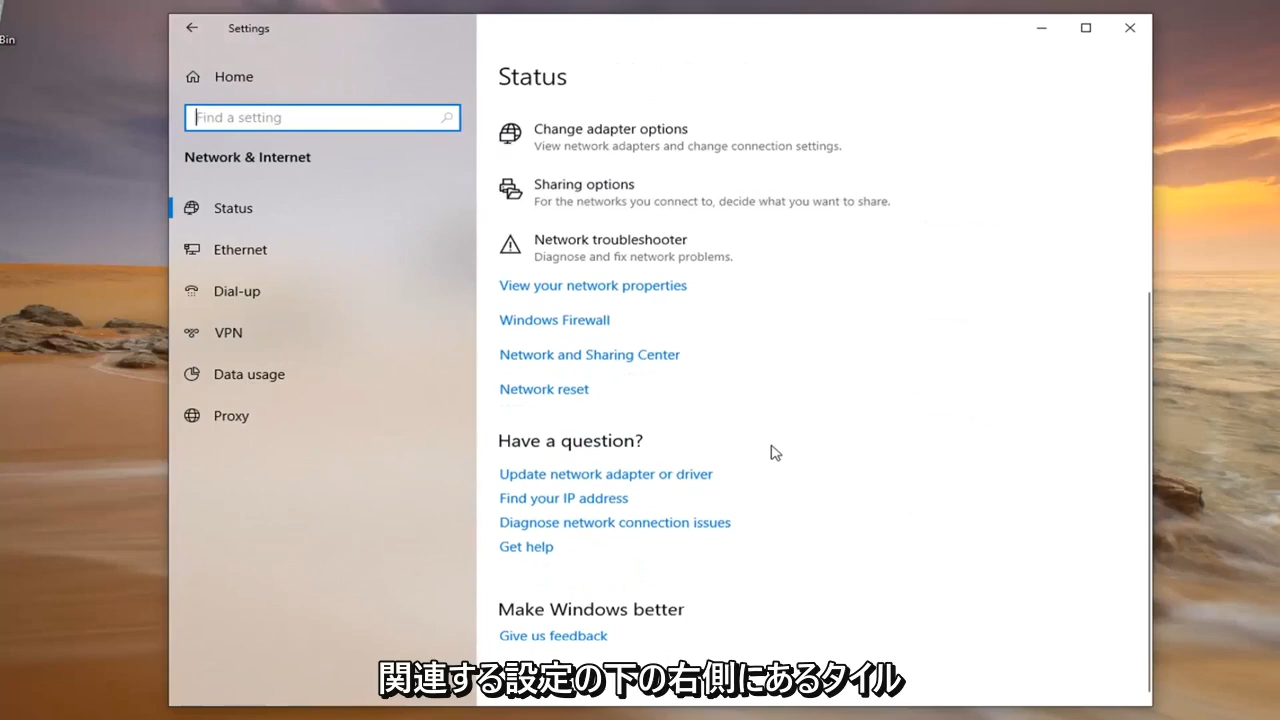 Bin
Settings
Home
Find a setting
Network & Internet
Status
Ethernet
Dial-up
VPN
Data usage
Proxy
Status
Change adapter options
View network adapters and change connection settings.
Sharing options
For the networks you connect to, decide what you want to share.
Network troubleshooter
Diagnose and fix network problems.
View your network properties
Windows Firewall
Network and Sharing Center
Network reset
Have a question?
Update network adapter or driver
Find your IP address
Diagnose network connection issues
Get help
Make Windows better
Give us feedback
関連する設定の下の右側にあるタイル